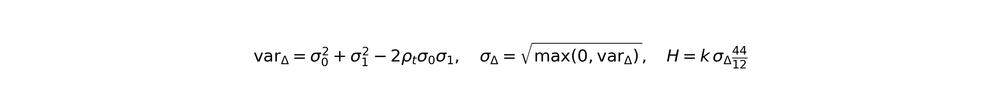 var_Δ = σ_0^2 + σ_1^2 − 2ρ_tσ_0σ_1,   σ_Δ = √max(0, var_Δ),   H = k σ_Δ 44/12